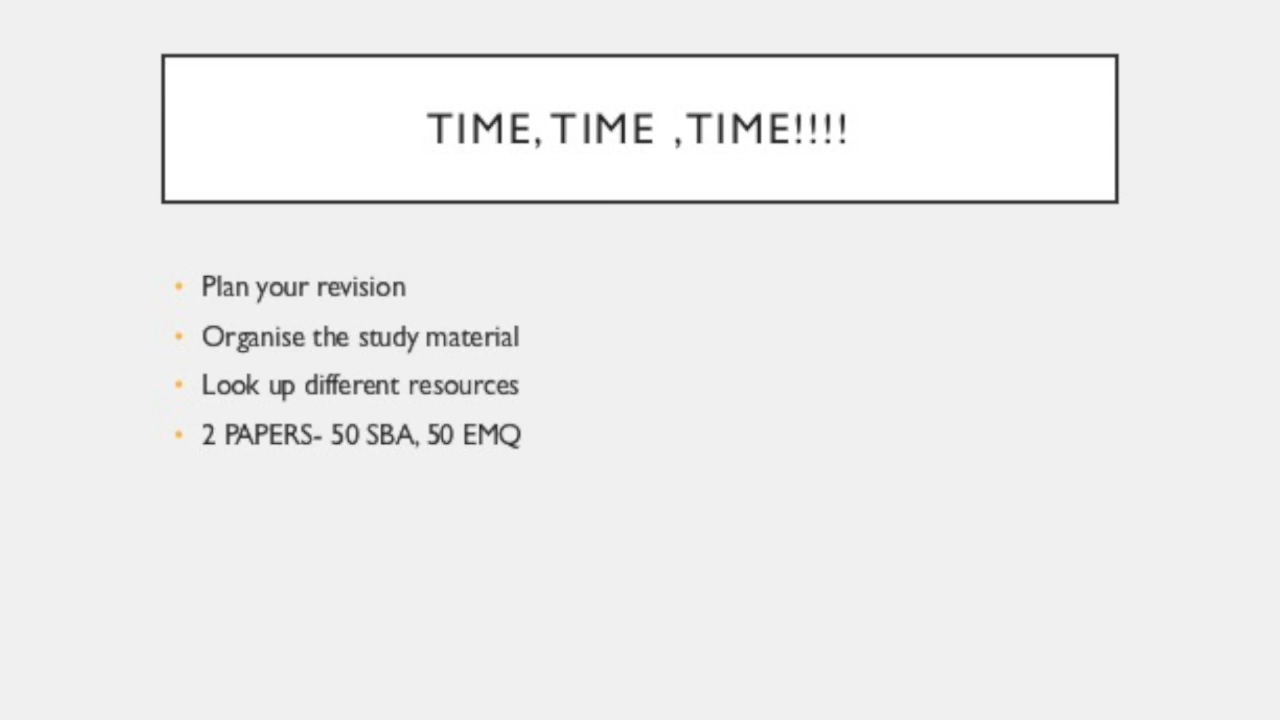 TIME, TIME ,TIME!!!!
• Plan your revision
• Organise the study material
• Look up different resources
• 2 PAPERS- 50 SBA, 50 EMQ